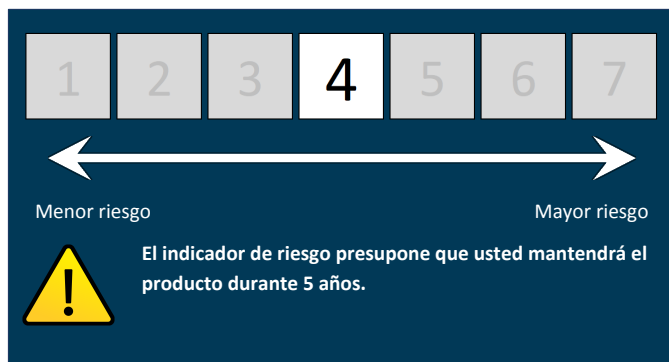 1 2 3 4 5 6 7
Menor riesgo Mayor riesgo
El indicador de riesgo presupone que usted mantendrá el
producto durante 5 años.